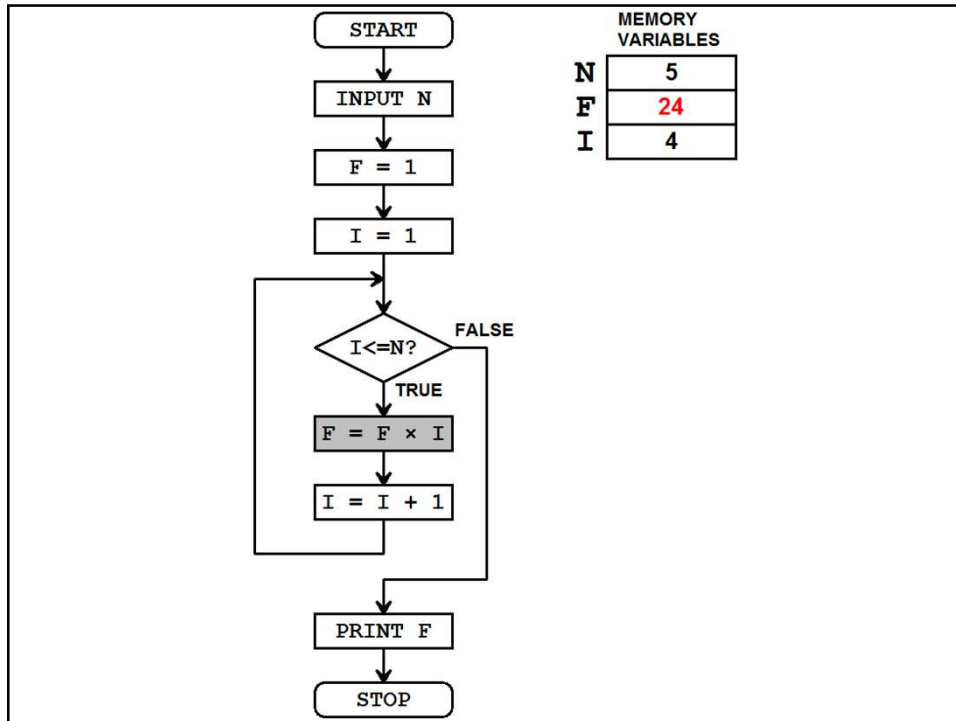 START
INPUT N
F = 1
I = 1
I<=N?
FALSE
TRUE
F = F × I
I = I + 1
PRINT F
STOP
MEMORY
VARIABLES
N 5
F 24
I 4